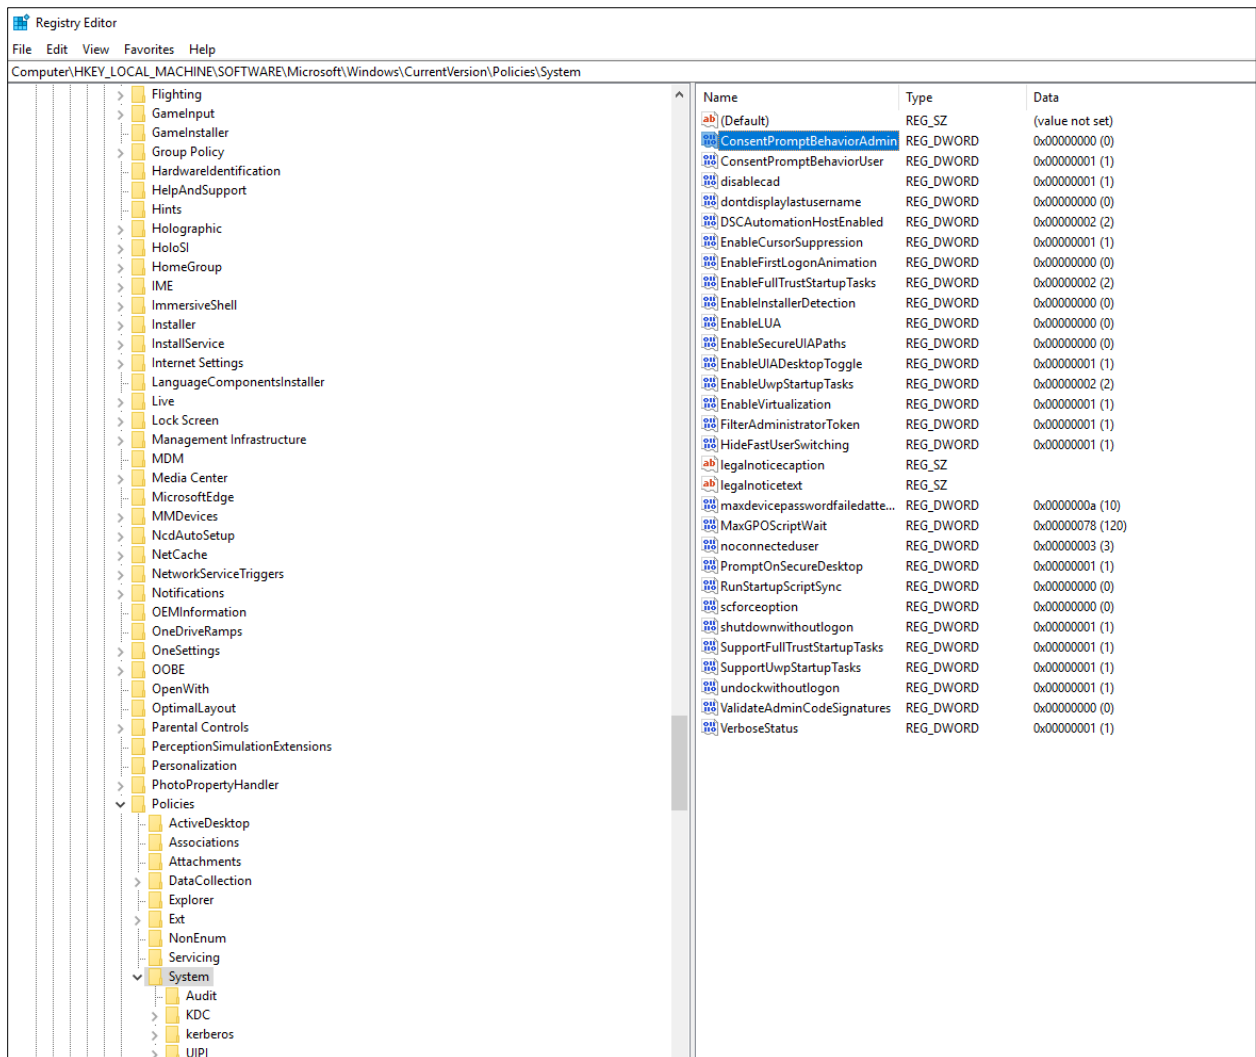 Registry Editor
File Edit View Favorites Help
Computer\HKEY_LOCAL_MACHINE\SOFTWARE\Microsoft\Windows\CurrentVersion\Policies\System
Flighting
GameInput
GameInstaller
Group Policy
HardwareIdentification
HelpAndSupport
Hints
Holographic
HoloSI
HomeGroup
IME
ImmersiveShell
Installer
InstallService
Internet Settings
LanguageComponentsInstaller
Live
Lock Screen
Management Infrastructure
MDM
Media Center
MicrosoftEdge
MMDevices
NcdAutoSetup
NetCache
NetworkServiceTriggers
Notifications
OEMInformation
OneDriveRamps
OneSettings
OOBE
OpenWith
OptimalLayout
Parental Controls
PerceptionSimulationExtensions
Personalization
PhotoPropertyHandler
Policies
ActiveDesktop
Associations
Attachments
DataCollection
Explorer
Ext
NonEnum
Servicing
System
Audit
KDC
kerberos
UIPI
Name Type Data
(Default) REG_SZ (value not set)
ConsentPromptBehaviorAdmin REG_DWORD 0x00000000 (0)
ConsentPromptBehaviorUser REG_DWORD 0x00000001 (1)
disablecad REG_DWORD 0x00000001 (1)
dontdisplaylastusername REG_DWORD 0x00000000 (0)
DSCAutomationHostEnabled REG_DWORD 0x00000002 (2)
EnableCursorSuppression REG_DWORD 0x00000001 (1)
EnableFirstLogonAnimation REG_DWORD 0x00000000 (0)
EnableFullTrustStartupTasks REG_DWORD 0x00000002 (2)
EnableInstallerDetection REG_DWORD 0x00000000 (0)
EnableLUA REG_DWORD 0x00000000 (0)
EnableSecureUIAPaths REG_DWORD 0x00000000 (0)
EnableUIADesktopToggle REG_DWORD 0x00000001 (1)
EnableUwpStartupTasks REG_DWORD 0x00000002 (2)
EnableVirtualization REG_DWORD 0x00000001 (1)
FilterAdministratorToken REG_DWORD 0x00000001 (1)
HideFastUserSwitching REG_DWORD 0x00000001 (1)
legalnoticecaption REG_SZ
legalnoticetext REG_SZ
maxdevicepasswordfailedatte... REG_DWORD 0x0000000a (10)
MaxGPOScriptWait REG_DWORD 0x00000078 (120)
noconnecteduser REG_DWORD 0x00000003 (3)
PromptOnSecureDesktop REG_DWORD 0x00000001 (1)
RunStartupScriptSync REG_DWORD 0x00000000 (0)
scforceoption REG_DWORD 0x00000000 (0)
shutdownwithoutlogon REG_DWORD 0x00000001 (1)
SupportFullTrustStartupTasks REG_DWORD 0x00000001 (1)
SupportUwpStartupTasks REG_DWORD 0x00000001 (1)
undockwithoutlogon REG_DWORD 0x00000001 (1)
ValidateAdminCodeSignatures REG_DWORD 0x00000000 (0)
VerboseStatus REG_DWORD 0x00000001 (1)